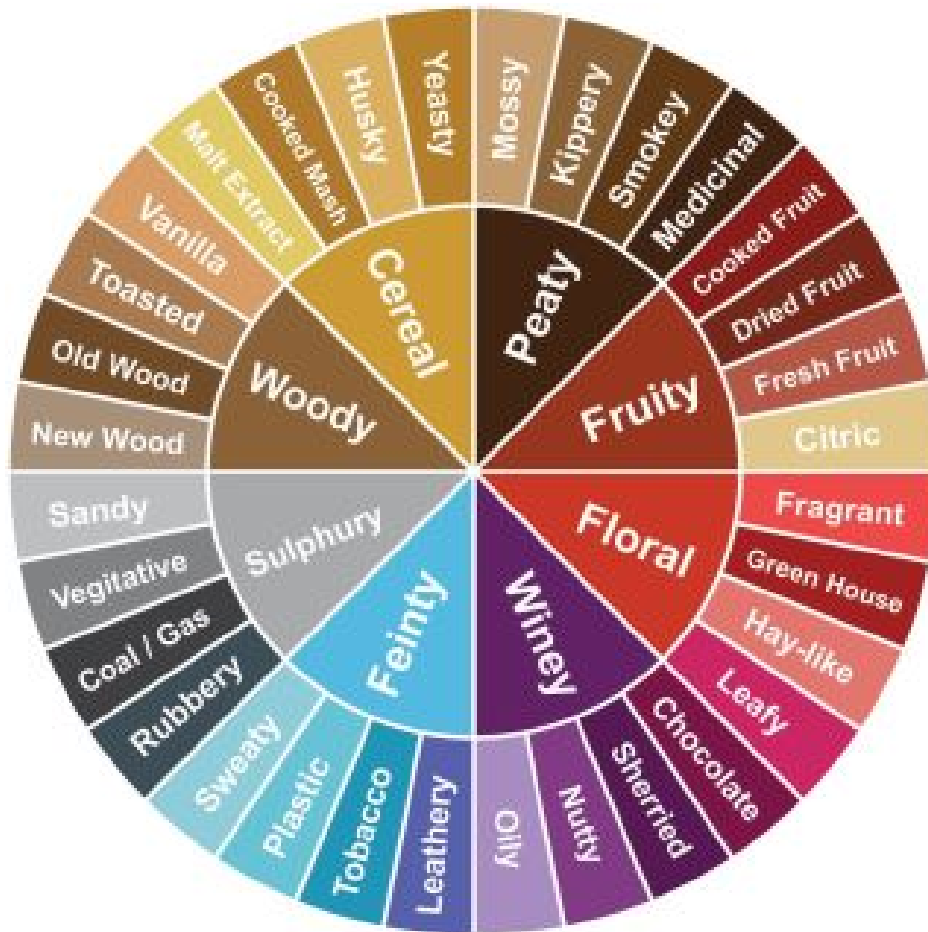 Peaty
Fruity
Floral
Winey
Feinty
Sulphury
Woody
Cereal
Mossy
Kippery
Smokey
Medicinal
Cooked Fruit
Dried Fruit
Fresh Fruit
Citric
Fragrant
Green House
Hay-like
Leafy
Chocolate
Sherried
Nutty
Oily
Leathery
Tobacco
Plastic
Sweaty
Rubbery
Coal / Gas
Vegitative
Sandy
New Wood
Old Wood
Toasted
Vanilla
Malt Extract
Cooked Mash
Husky
Yeasty